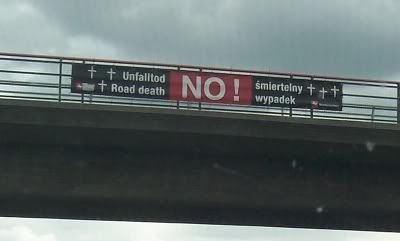 Unfalltod
Road death
NO!
śmiertelny
wypadek